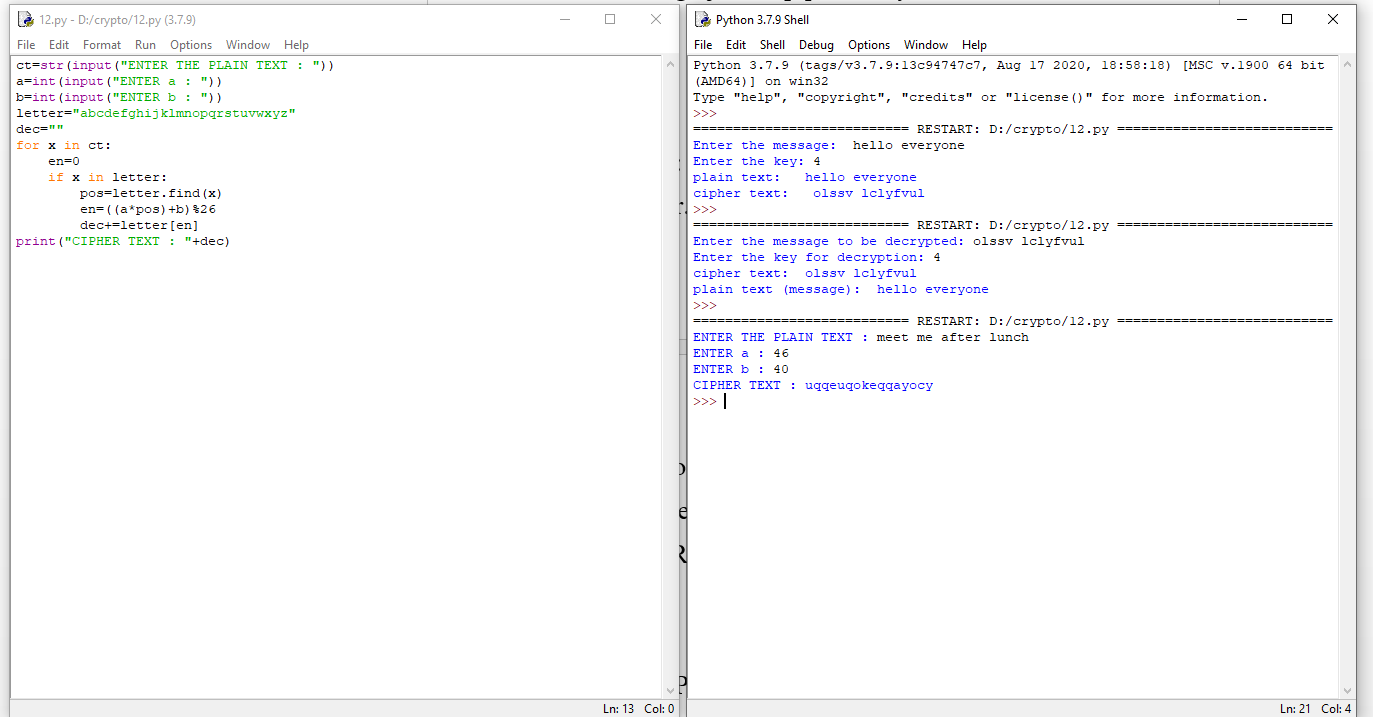 12.py - D:/crypto/12.py (3.7.9)
File Edit Format Run Options Window Help
ct=str(input("ENTER THE PLAIN TEXT : "))
a=int(input("ENTER a : "))
b=int(input("ENTER b : "))
letter="abcdefghijklmnopqrstuvwxyz"
dec=""
for x in ct:
    en=0
    if x in letter:
        pos=letter.find(x)
        en=((a*pos)+b)%26
        dec+=letter[en]
print("CIPHER TEXT : "+dec)
Ln: 13 Col: 0
Python 3.7.9 Shell
File Edit Shell Debug Options Window Help
Python 3.7.9 (tags/v3.7.9:13c94747c7, Aug 17 2020, 18:58:18) [MSC v.1900 64 bit
(AMD64)] on win32
Type "help", "copyright", "credits" or "license()" for more information.
>>>
=========================== RESTART: D:/crypto/12.py ===========================
Enter the message:  hello everyone
Enter the key: 4
plain text:   hello everyone
cipher text:   olssv lclyfvul
>>>
=========================== RESTART: D:/crypto/12.py ===========================
Enter the message to be decrypted: olssv lclyfvul
Enter the key for decryption: 4
cipher text:  olssv lclyfvul
plain text (message):  hello everyone
>>>
=========================== RESTART: D:/crypto/12.py ===========================
ENTER THE PLAIN TEXT : meet me after lunch
ENTER a : 46
ENTER b : 40
CIPHER TEXT : uqqeuqokeqqayocy
>>>
Ln: 21 Col: 4